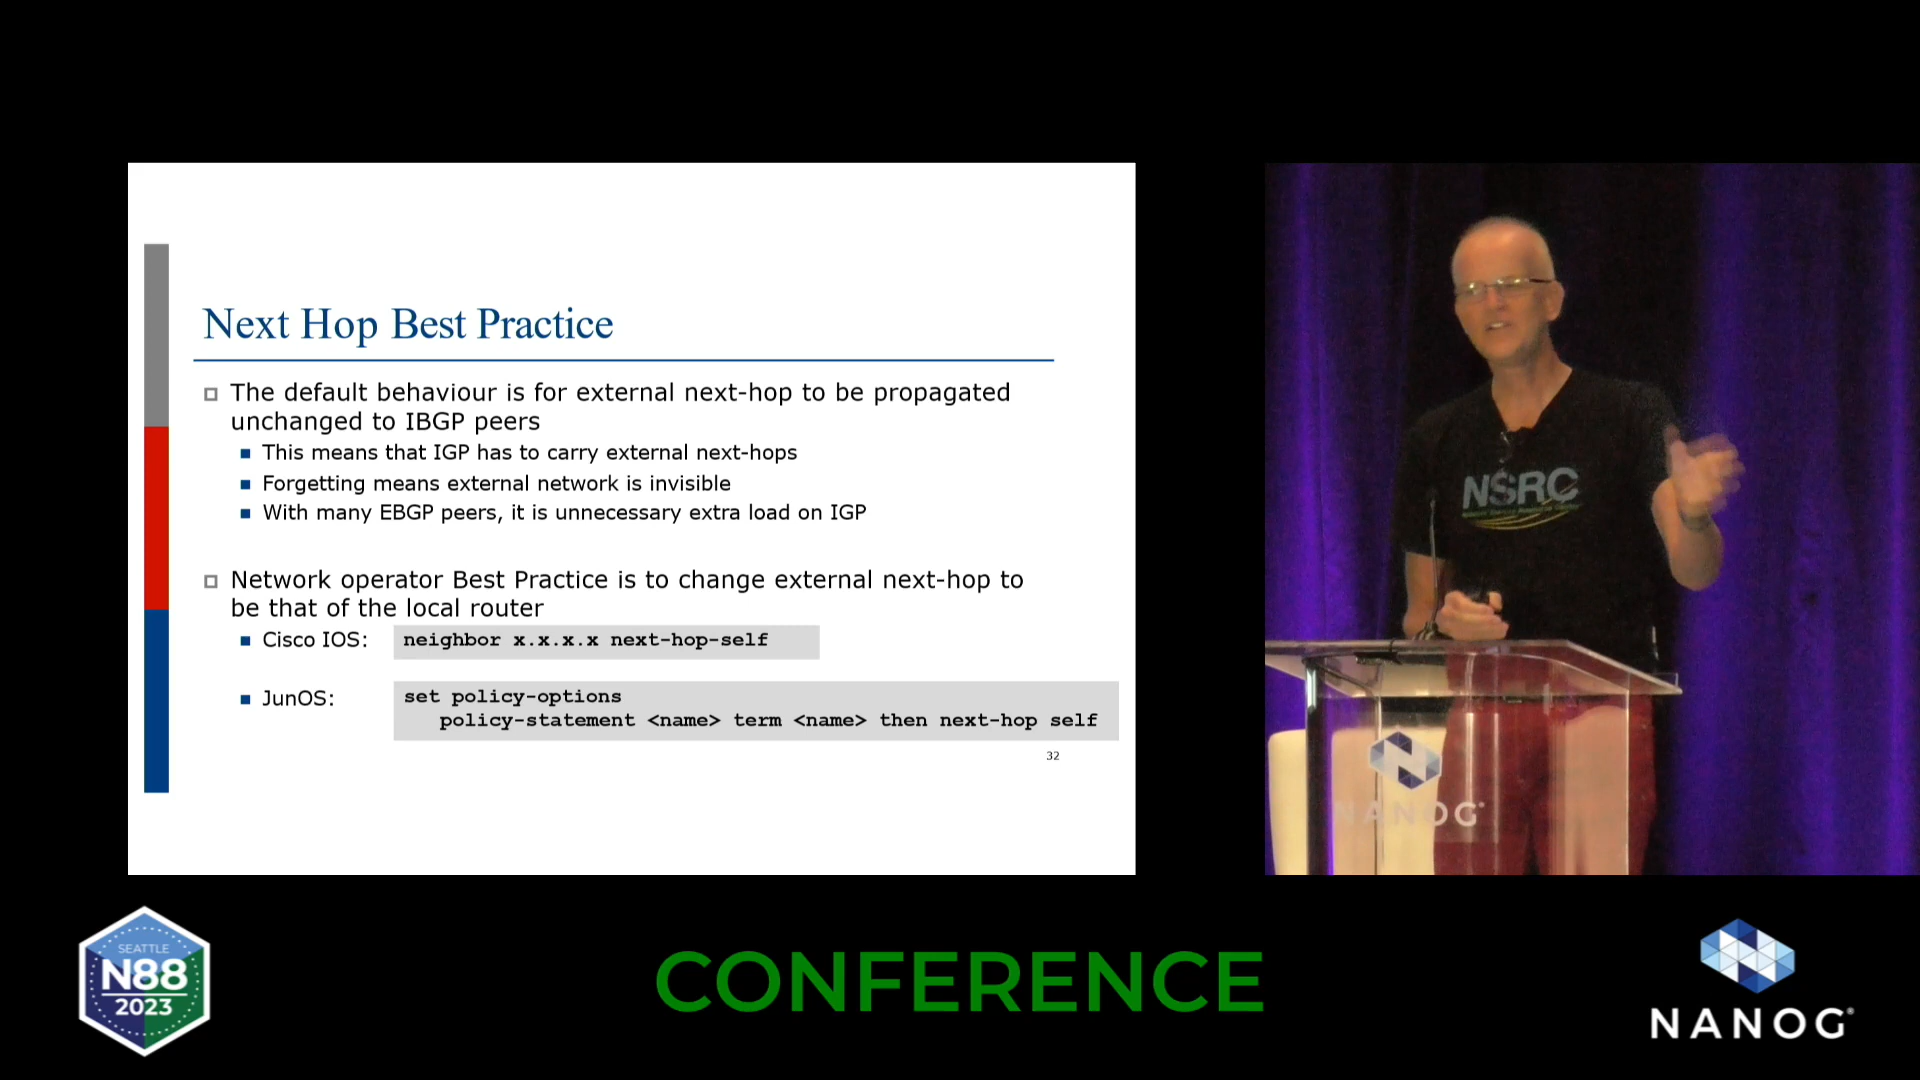 Next Hop Best Practice
The default behaviour is for external next-hop to be propagated
unchanged to IBGP peers
This means that IGP has to carry external next-hops
Forgetting means external network is invisible
With many EBGP peers, it is unnecessary extra load on IGP
Network operator Best Practice is to change external next-hop to
be that of the local router
Cisco IOS: neighbor x.x.x.x next-hop-self
JunOS: set policy-options
policy-statement <name> term <name> then next-hop self
32
NSRC
NANOG
SEATTLE
N88
2023
CONFERENCE
NANOG®